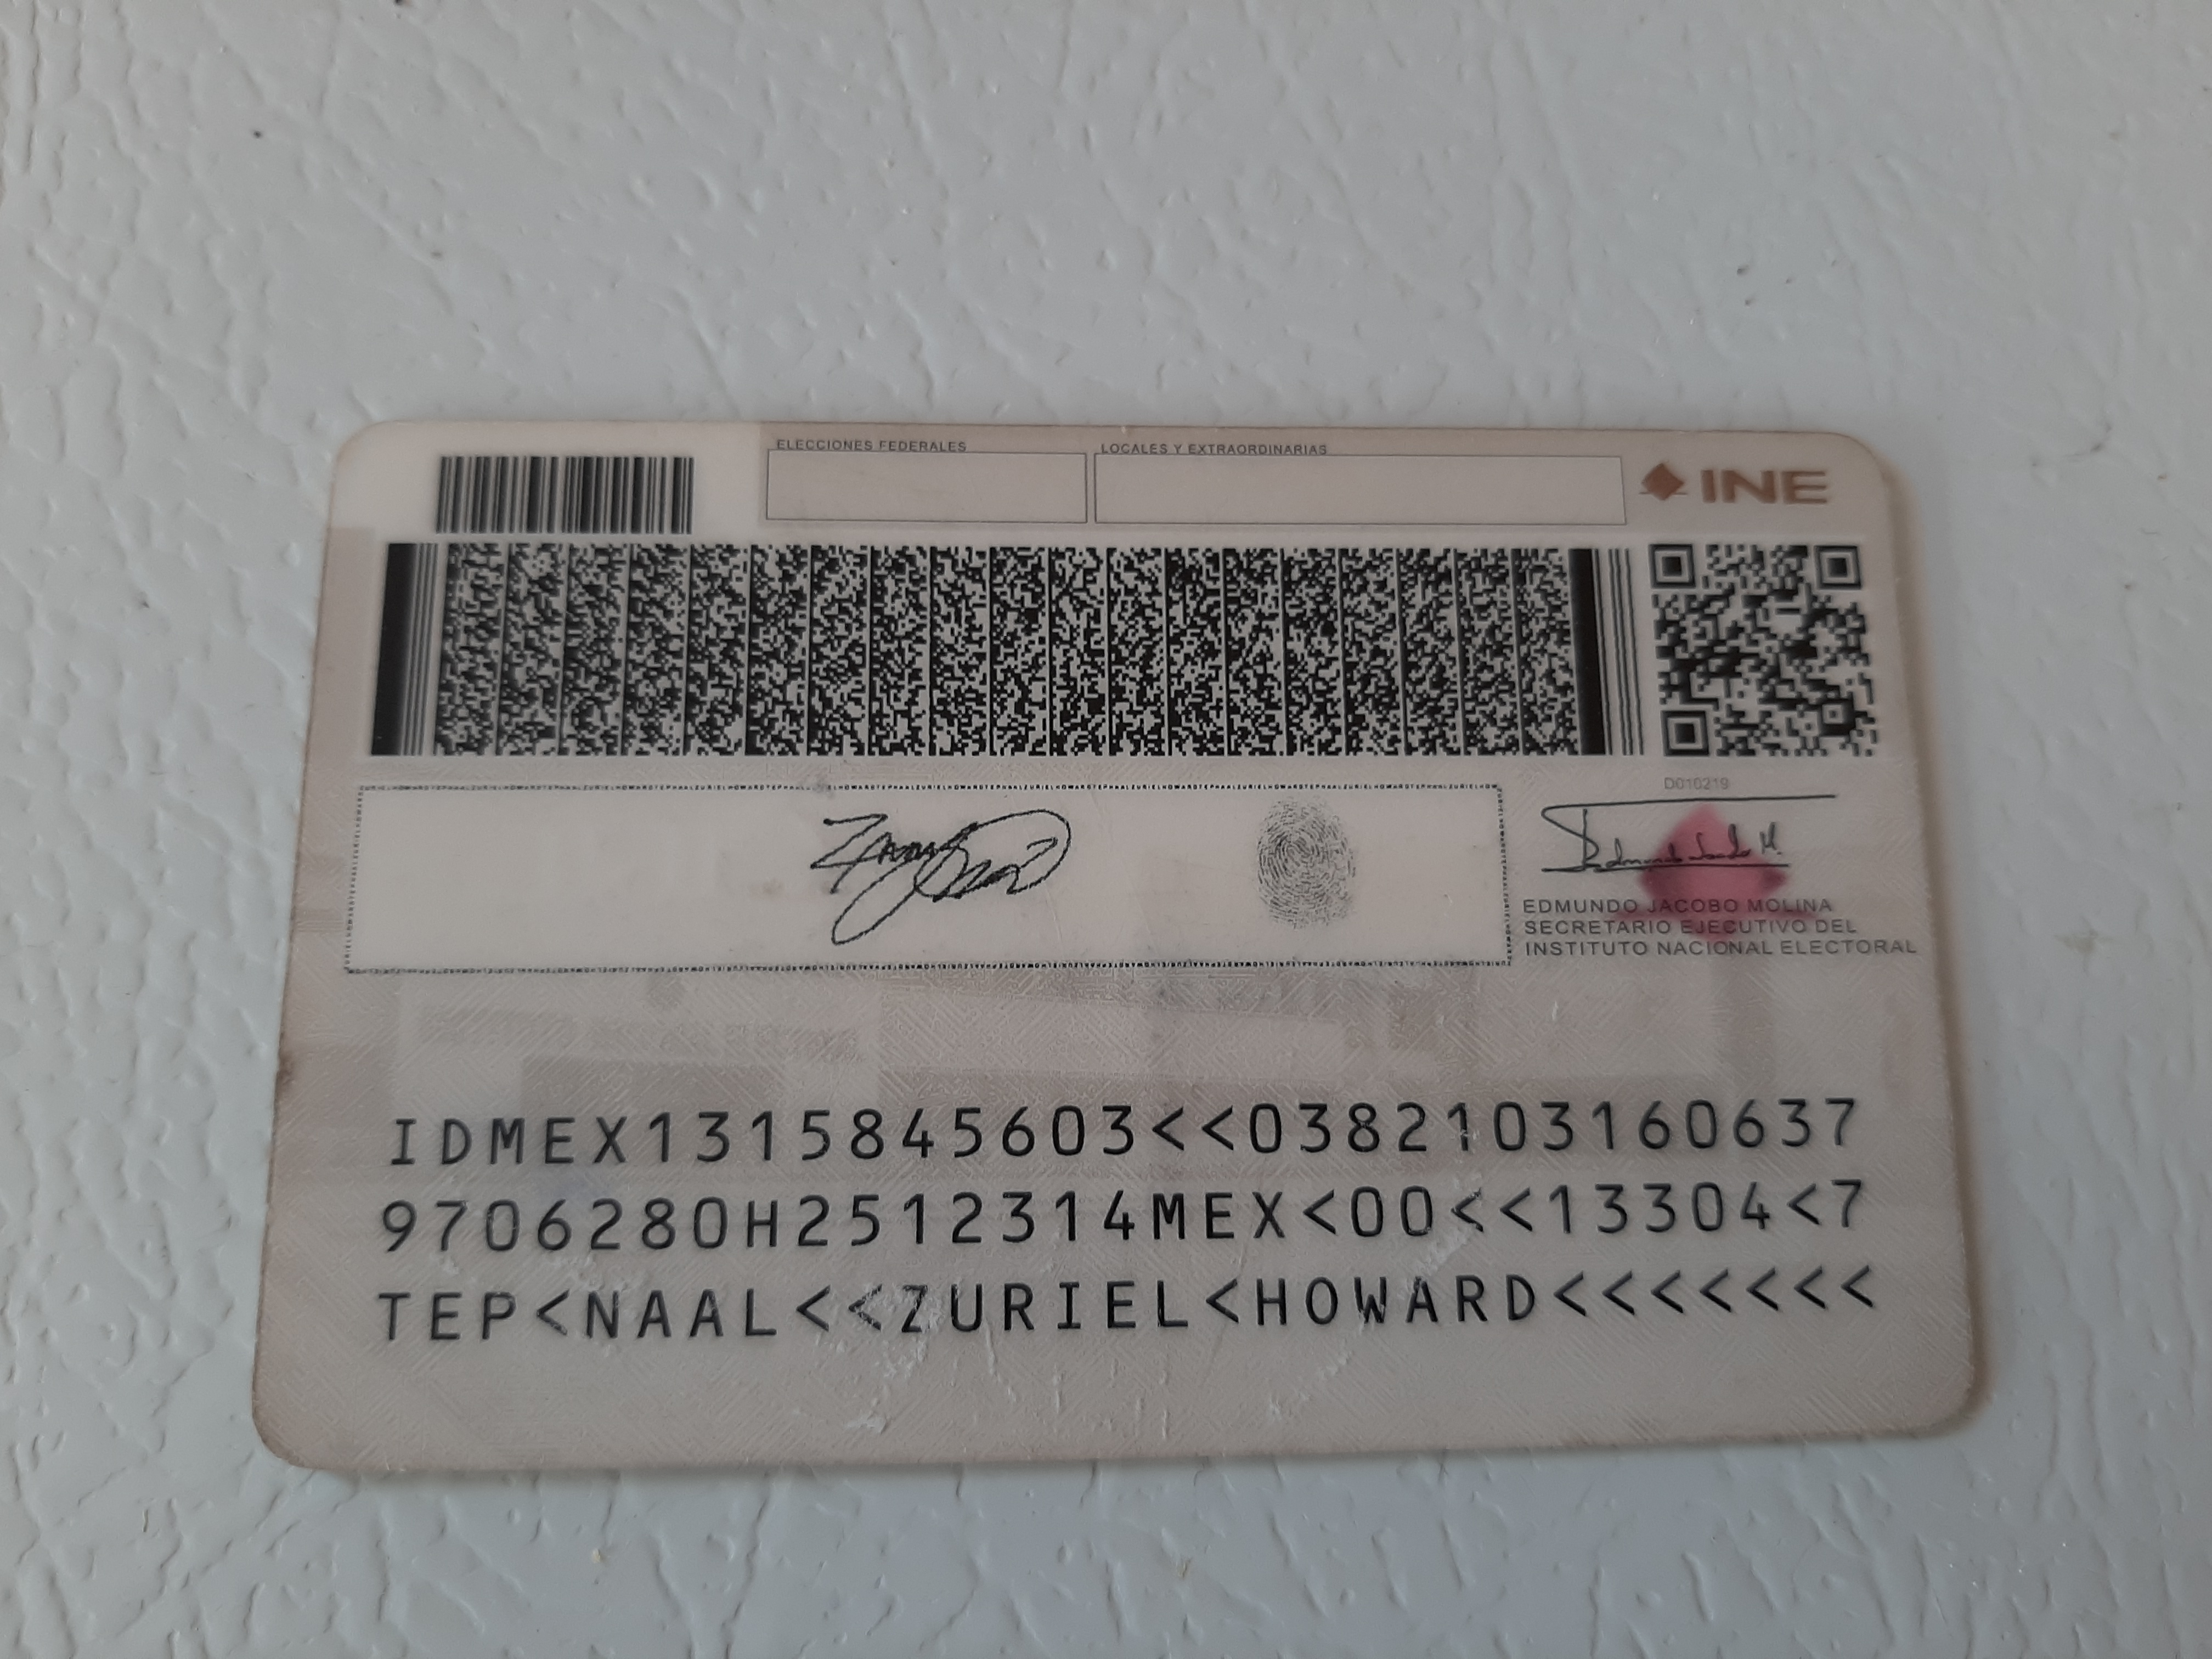 ELECCIONES FEDERALES
LOCALES Y EXTRAORDINARIAS
INE
D016219
EDMUNDO JACOBO MOLINA
SECRETARIO EJECUTIVO DEL
INSTITUTO NACIONAL ELECTORAL
IDMEX1315845603<<0382103160637
9706280H2512314MEX<00<<13304<7
TEP<NAAL<<ZURIEL<HOWARD<<<<<<<